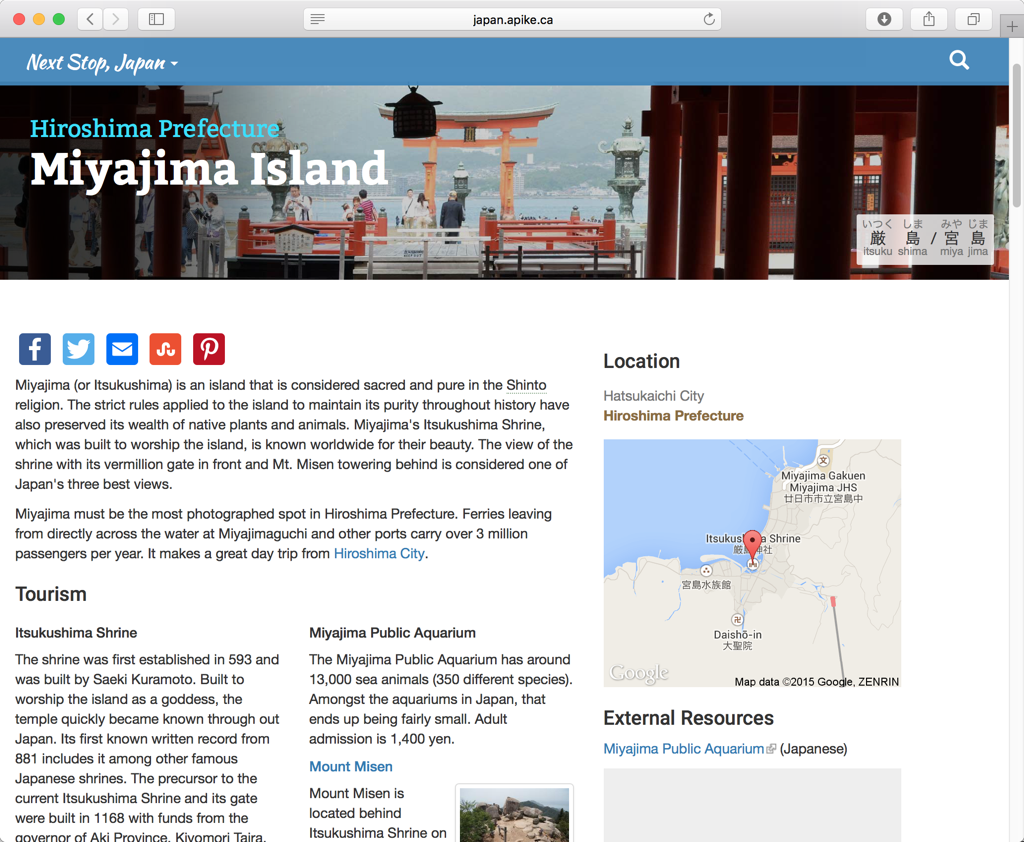 japan.apike.ca
Next Stop, Japan
Hiroshima Prefecture
Miyajima Island
いつく しま みや じま
厳 島 / 宮 島
itsuku shima miya jima
Miyajima (or Itsukushima) is an island that is considered sacred and pure in the Shinto
religion. The strict rules applied to the island to maintain its purity throughout history have
also preserved its wealth of native plants and animals. Miyajima's Itsukushima Shrine,
which was built to worship the island, is known worldwide for their beauty. The view of the
shrine with its vermillion gate in front and Mt. Misen towering behind is considered one of
Japan's three best views.
Miyajima must be the most photographed spot in Hiroshima Prefecture. Ferries leaving
from directly across the water at Miyajimaguchi and other ports carry over 3 million
passengers per year. It makes a great day trip from Hiroshima City.
Tourism
Itsukushima Shrine
The shrine was first established in 593 and
was built by Saeki Kuramoto. Built to
worship the island as a goddess, the
temple quickly became known through out
Japan. Its first known written record from
881 includes it among other famous
Japanese shrines. The precursor to the
current Itsukushima Shrine and its gate
were built in 1168 with funds from the
governor of Aki Province, Kiyomori Taira.
Miyajima Public Aquarium
The Miyajima Public Aquarium has around
13,000 sea animals (350 different species).
Amongst the aquariums in Japan, that
ends up being fairly small. Adult
admission is 1,400 yen.
Mount Misen
Mount Misen is
located behind
Itsukushima Shrine on
Location
Hatsukaichi City
Hiroshima Prefecture
文
Miyajima Gakuen
Miyajima JHS
廿日市市立宮島中
Itsukushima Shrine
厳島神社
宮島水族館
卍
Daishō-in
大聖院
Google
Map data ©2015 Google, ZENRIN
External Resources
Miyajima Public Aquarium (Japanese)